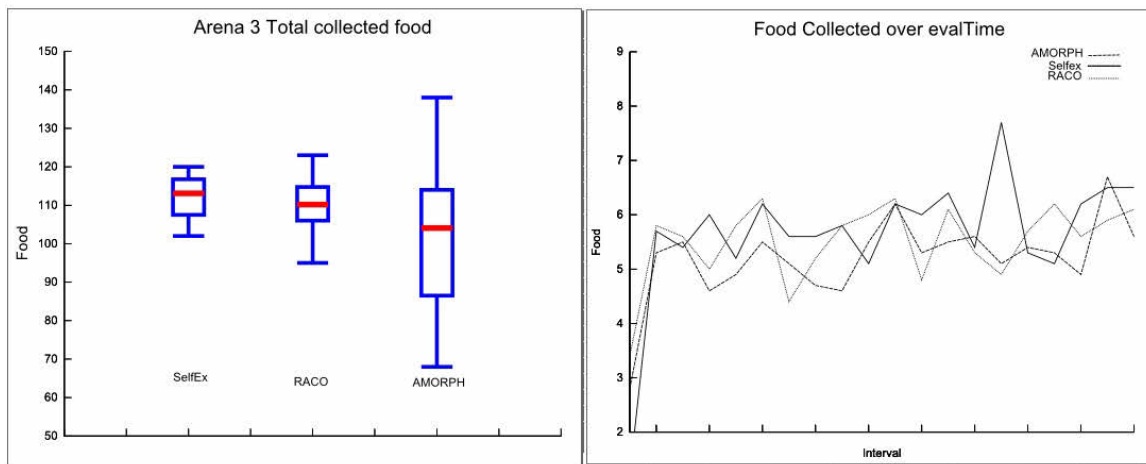 Arena 3 Total collected food
150
140
130
120
110
100
90
80
70
60
50
Food
SelfEx
RACO
AMORPH
Food Collected over evalTime
9
8
7
6
5
4
3
2
Food
AMORPH
Selfex
RACO
Interval